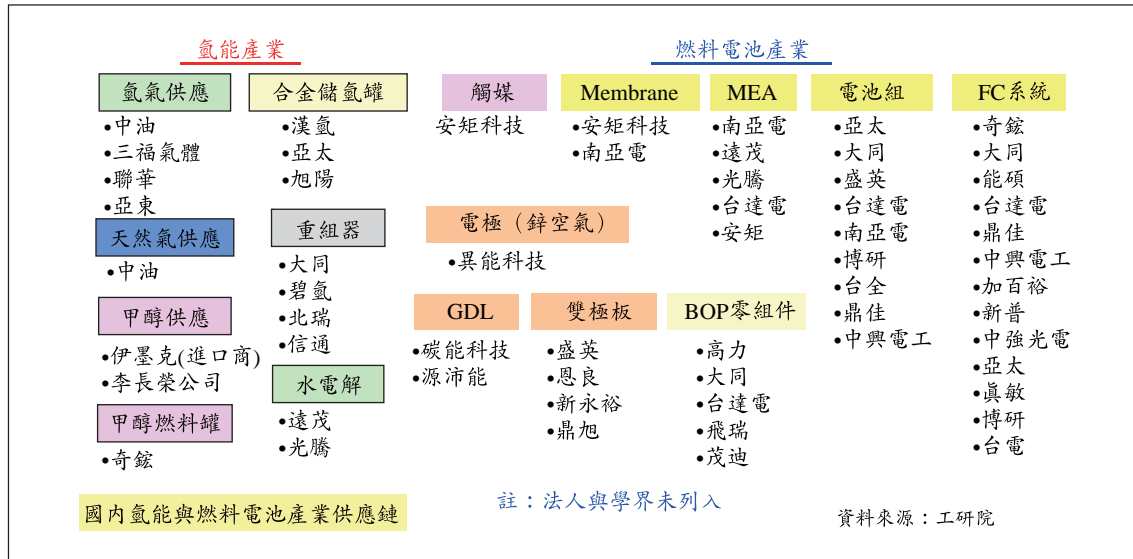 氫能產業
燃料電池產業
氫氣供應
•中油
•三福氣體
•聯華
•亞東
天然氣供應
•中油
甲醇供應
•伊墨克(進口商)
•李長榮公司
甲醇燃料罐
•奇鋐
合金儲氫罐
•漢氫
•亞太
•旭陽
重組器
•大同
•碧氫
•北瑞
•信通
水電解
•遠茂
•光騰
觸媒
安矩科技
Membrane
•安矩科技
•南亞電
MEA
•南亞電
•遠茂
•光騰
•台達電
•安矩
電池組
•亞太
•大同
•盛英
•台達電
•南亞電
•博研
•台全
•鼎佳
•中興電工
FC系統
•奇鋐
•大同
•能碩
•台達電
•鼎佳
•中興電工
•加百裕
•新普
•中強光電
•亞太
•眞敏
•博研
•台電
電極（鋅空氣）
•異能科技
GDL
•碳能科技
•源沛能
雙極板
•盛英
•恩良
•新永裕
•鼎旭
BOP零組件
•高力
•大同
•台達電
•飛瑞
•茂迪
國內氫能與燃料電池產業供應鏈
註：法人與學界未列入
資料來源：工研院